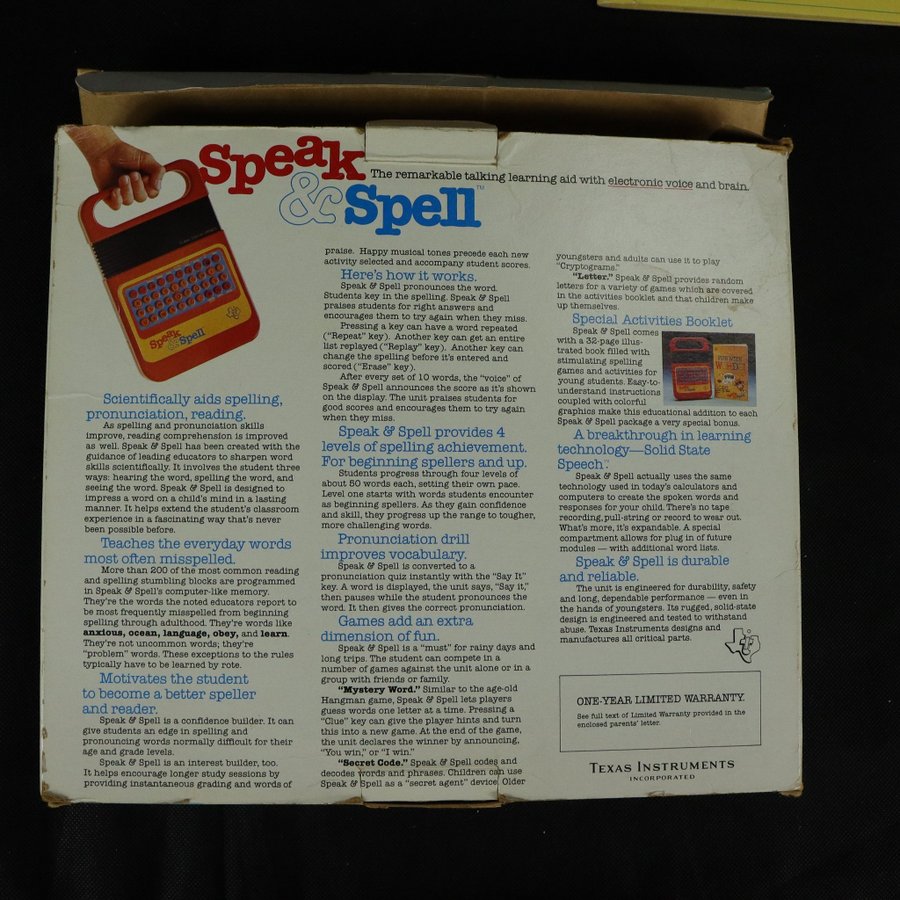 Speak
& Spell™
The remarkable talking learning aid with electronic voice and brain.
Speak
& Spell
Scientifically aids spelling,
pronunciation, reading.
As spelling and pronunciation skills
improve, reading comprehension is improved
as well. Speak & Spell has been created with the
guidance of leading educators to sharpen word
skills scientifically. It involves the student three
ways: hearing the word, spelling the word, and
seeing the word. Speak & Spell is designed to
impress a word on a child's mind in a lasting
manner. It helps extend the student's classroom
experience in a fascinating way that's never
been possible before.
Teaches the everyday words
most often misspelled.
More than 200 of the most common reading
and spelling stumbling blocks are programmed
in Speak & Spell's computer-like memory.
They're the words the noted educators report to
be most frequently misspelled from beginning
spelling through adulthood. They're words like
anxious, ocean, language, obey, and learn.
They're not uncommon words; they're
"problem" words. These exceptions to the rules
typically have to be learned by rote.
Motivates the student
to become a better speller
and reader.
Speak & Spell is a confidence builder. It can
give students an edge in spelling and
pronouncing words normally difficult for their
age and grade levels.
Speak & Spell is an interest builder, too.
It helps encourage longer study sessions by
providing instantaneous grading and words of
praise. Happy musical tones precede each new
activity selected and accompany student scores.
Here's how it works.
Speak & Spell pronounces the word.
Students key in the spelling. Speak & Spell
praises students for right answers and
encourages them to try again when they miss.
Pressing a key can have a word repeated
("Repeat" key). Another key can get an entire
list replayed ("Replay" key). Another key can
change the spelling before it's entered and
scored ("Erase" key).
After every set of 10 words, the "voice" of
Speak & Spell announces the score as it's shown
on the display. The unit praises students for
good scores and encourages them to try again
when they miss.
Speak & Spell provides 4
levels of spelling achievement.
For beginning spellers and up.
Students progress through four levels of
about 50 words each, setting their own pace.
Level one starts with words students encounter
as beginning spellers. As they gain confidence
and skill, they progress up the range to tougher,
more challenging words.
Pronunciation drill
improves vocabulary.
Speak & Spell is converted to a
pronunciation quiz instantly with the "Say It"
key. A word is displayed, the unit says, "Say it,"
then pauses while the student pronounces the
word. It then gives the correct pronunciation.
Games add an extra
dimension of fun.
Speak & Spell is a "must" for rainy days and
long trips. The student can compete in a
number of games against the unit alone or in a
group with friends or family.
"Mystery Word." Similar to the age-old
Hangman game, Speak & Spell lets players
guess words one letter at a time. Pressing a
"Clue" key can give the player hints and turn
this into a new game. At the end of the game,
the unit declares the winner by announcing,
"You win," or "I win."
"Secret Code." Speak & Spell codes and
decodes words and phrases. Children can use
Speak & Spell as a "secret agent" device. Older
youngsters and adults can use it to play
"Cryptograms."
"Letter." Speak & Spell provides random
letters for a variety of games which are covered
in the activities booklet and that children make
up themselves.
Special Activities Booklet
Speak & Spell comes
with a 32-page illus-
trated book filled with
stimulating spelling
games and activities for
young students. Easy-to-
understand instructions
coupled with colorful
graphics make this educational addition to each
Speak & Spell package a very special bonus.
A breakthrough in learning
technology—Solid State
Speech™.
Speak & Spell actually uses the same
technology used in today's calculators and
computers to create the spoken words and
responses for your child. There's no tape
recording, pull-string or record to wear out.
What's more, it's expandable. A special
compartment allows for plug in of future
modules — with additional word lists.
Speak & Spell is durable
and reliable.
The unit is engineered for durability, safety
and long, dependable performance — even in
the hands of youngsters. Its rugged, solid-state
design is engineered and tested to withstand
abuse. Texas Instruments designs and
manufactures all critical parts.
ONE-YEAR LIMITED WARRANTY.
See full text of Limited Warranty provided in the
enclosed parents' letter.
TEXAS INSTRUMENTS
INCORPORATED